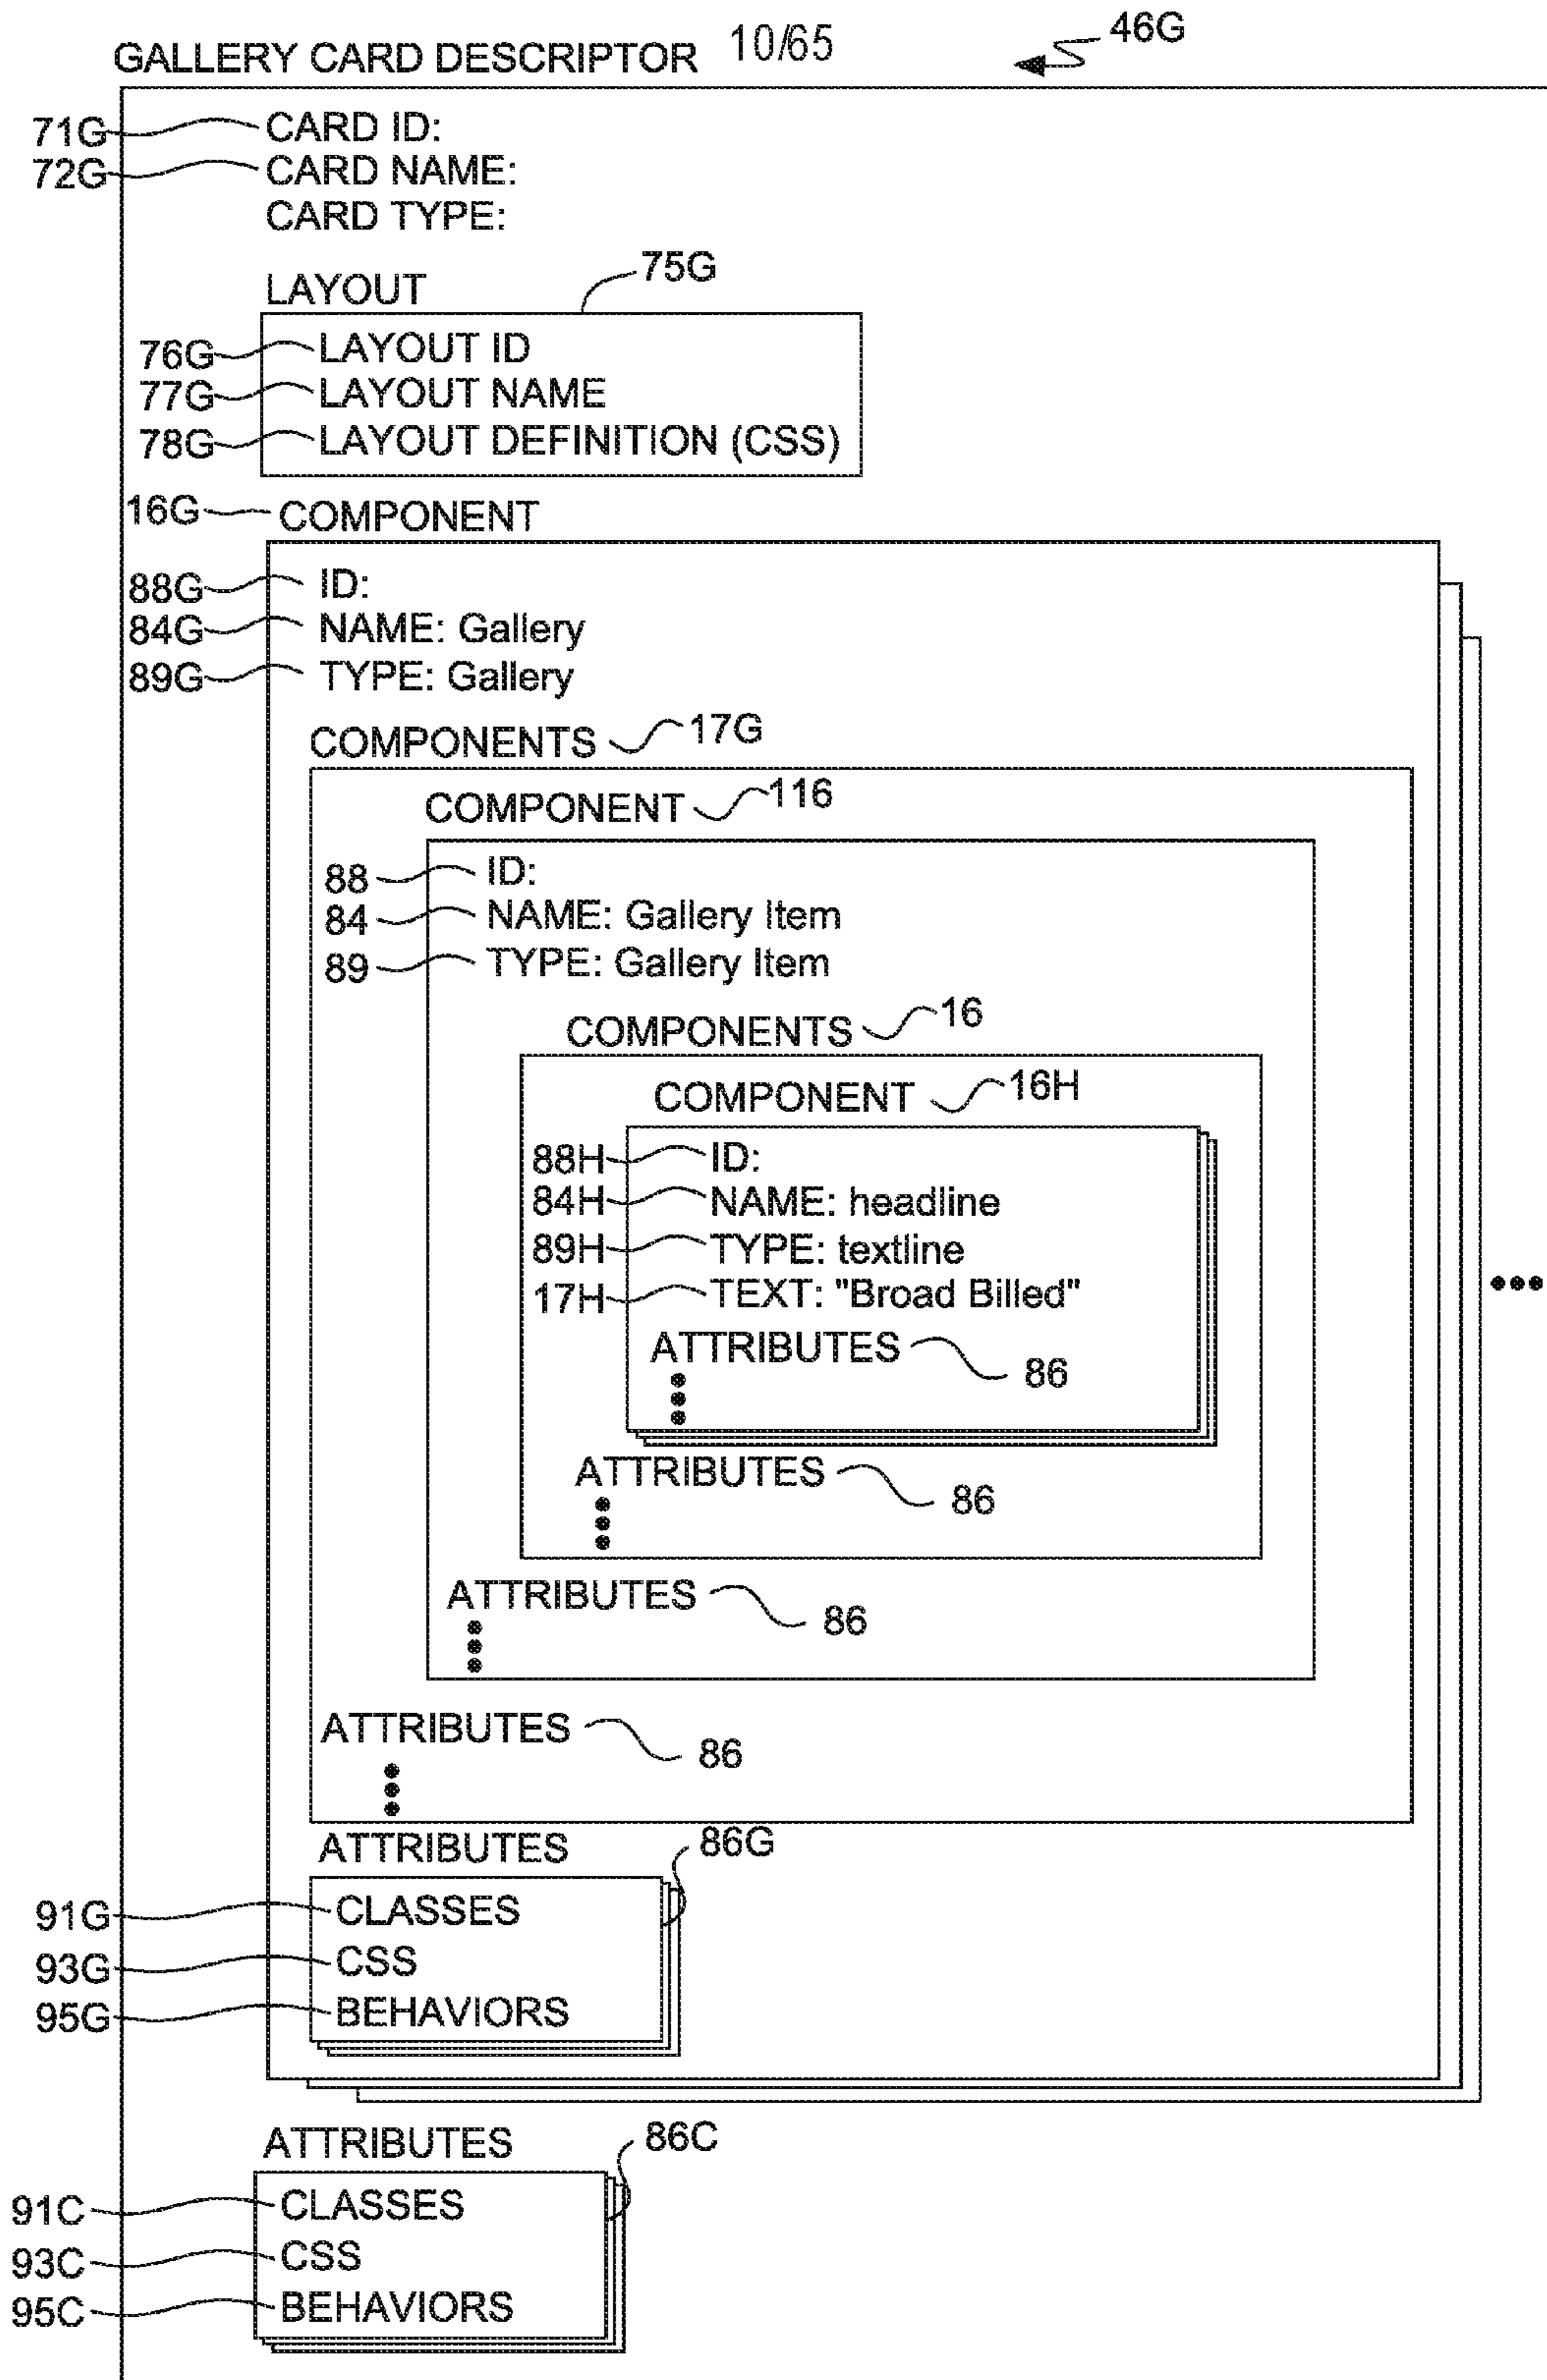 GALLERY CARD DESCRIPTOR 10/65 46G
71G CARD ID:
72G CARD NAME:
CARD TYPE:
LAYOUT 75G
76G LAYOUT ID
77G LAYOUT NAME
78G LAYOUT DEFINITION (CSS)
16G COMPONENT
88G ID:
84G NAME: Gallery
89G TYPE: Gallery
COMPONENTS 17G
COMPONENT 116
88 ID:
84 NAME: Gallery Item
89 TYPE: Gallery Item
COMPONENTS 16
COMPONENT 16H
88H ID:
84H NAME: headline
89H TYPE: textline
17H TEXT: "Broad Billed"
ATTRIBUTES 86
ATTRIBUTES 86
ATTRIBUTES 86
ATTRIBUTES 86
ATTRIBUTES 86G
91G CLASSES
93G CSS
95G BEHAVIORS
ATTRIBUTES 86C
91C CLASSES
93C CSS
95C BEHAVIORS